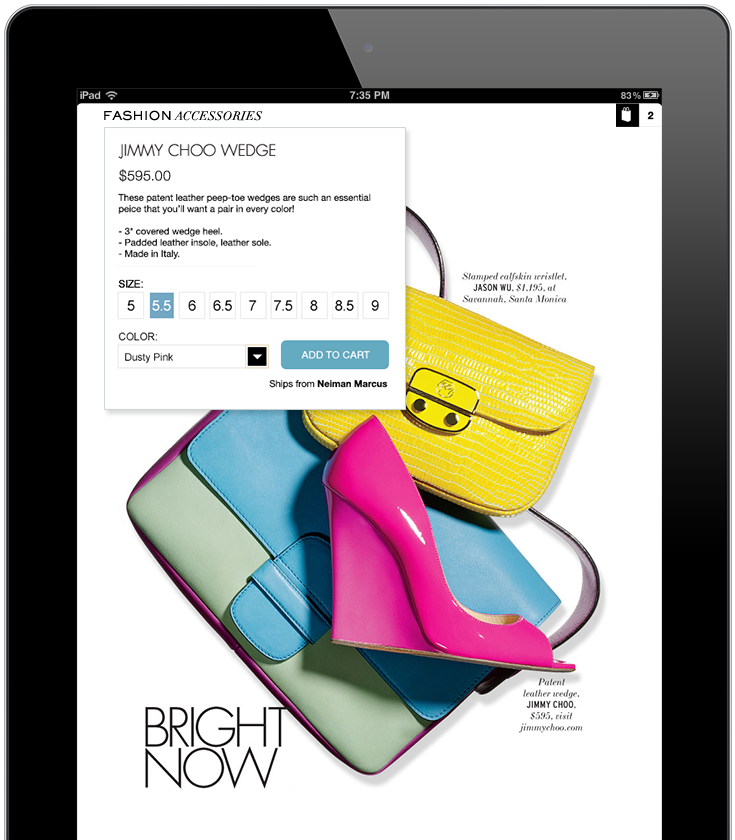 iPad 7:35 PM 83%
FASHION ACCESSORIES 2
JIMMY CHOO WEDGE
$595.00
These patent leather peep-toe wedges are such an essential
peice that you'll want a pair in every color!
- 3" covered wedge heel.
- Padded leather insole, leather sole.
- Made in Italy.
SIZE:
5 5.5 6 6.5 7 7.5 8 8.5 9
COLOR:
Dusty Pink ADD TO CART
Ships from Neiman Marcus
Stamped calfskin wristlet,
JASON WU, $1,195, at
Savannah, Santa Monica
Patent
leather wedge,
JIMMY CHOO,
$595, visit
jimmychoo.com
BRIGHT
NOW